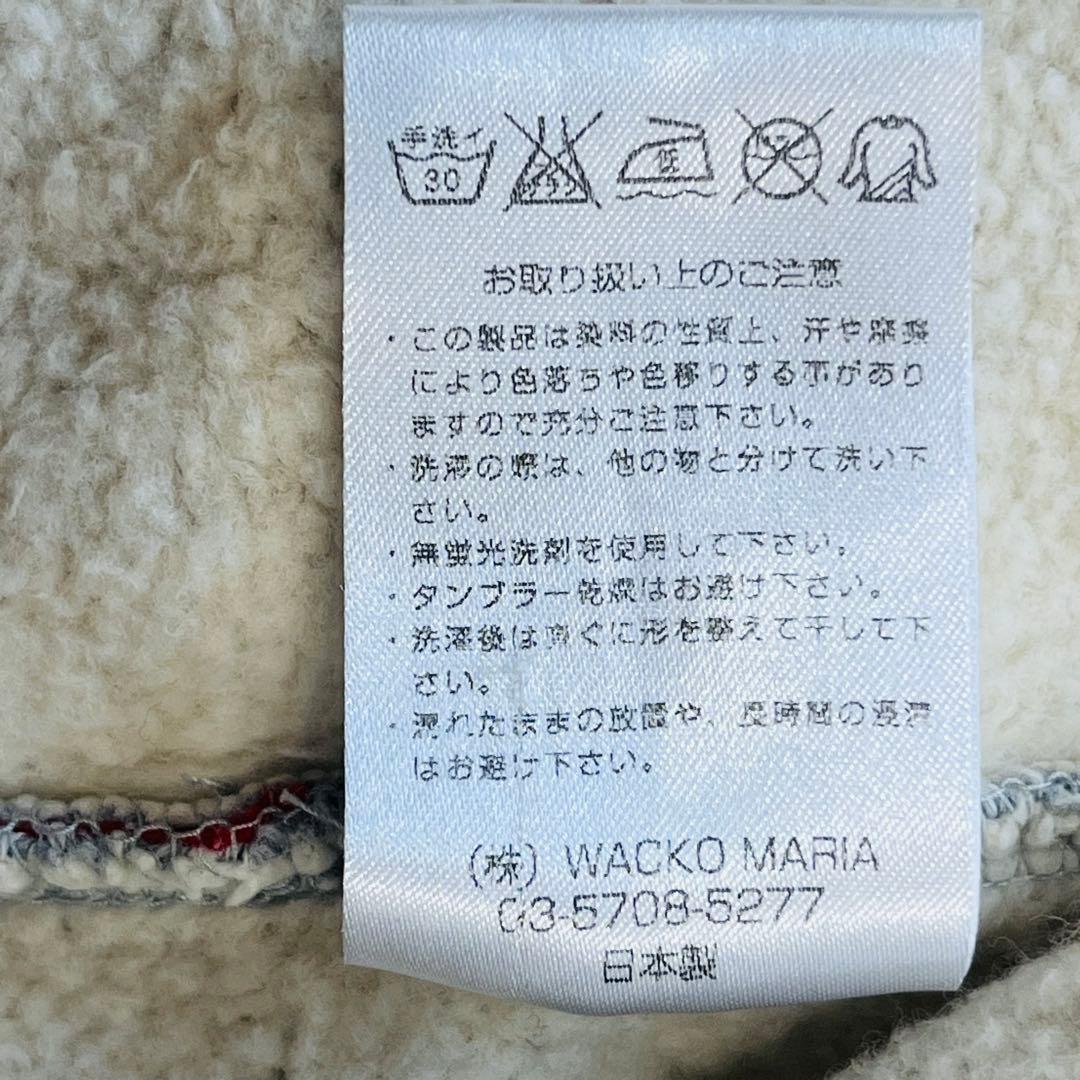 手洗イ
30
低
お取り扱い上のご注意
・この製品は染料の性質上、汗や摩擦
により色落ちや色移りする事があり
ますので充分ご注意下さい。
・洗濯の際は、他の物と分けて洗い下
さい。
・無蛍光洗剤を使用して下さい。
・タンブラー乾燥はお避け下さい。
・洗濯後は直ぐに形を整えて干して下
さい。
・濡れたままの放置や、長時間の浸漬
はお避け下さい。
(株) WACKO MARIA
03-5708-5277
日本製